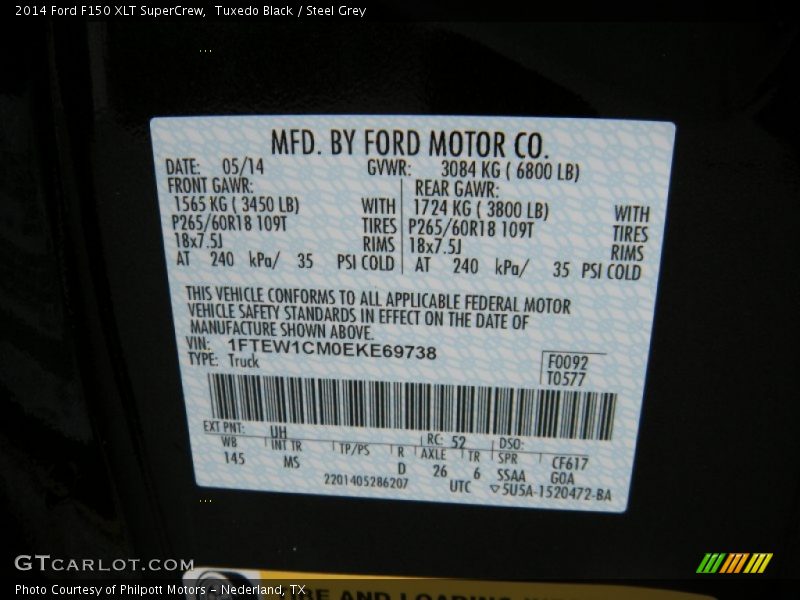 2014 Ford F150 XLT SuperCrew, Tuxedo Black / Steel Grey
MFD. BY FORD MOTOR CO.
DATE: 05/14 GVWR: 3084 KG ( 6800 LB)
FRONT GAWR: REAR GAWR:
1565 KG ( 3450 LB) WITH 1724 KG ( 3800 LB) WITH
P265/60R18 109T TIRES P265/60R18 109T TIRES
18x7.5J RIMS 18x7.5J RIMS
AT 240 kPa/ 35 PSI COLD AT 240 kPa/ 35 PSI COLD
THIS VEHICLE CONFORMS TO ALL APPLICABLE FEDERAL MOTOR
VEHICLE SAFETY STANDARDS IN EFFECT ON THE DATE OF
MANUFACTURE SHOWN ABOVE.
VIN: 1FTEW1CM0EKE69738
TYPE: Truck
F0092
T0577
EXT PNT: UH RC: 52 DSO:
WB INT TR TP/PS R AXLE TR SPR CF617
145 MS D 26 6 SSAA GOA
2201405286207 UTC ▽5U5A-1520472-BA
GTCARLOT.COM
Photo Courtesy of Philpott Motors - Nederland, TX